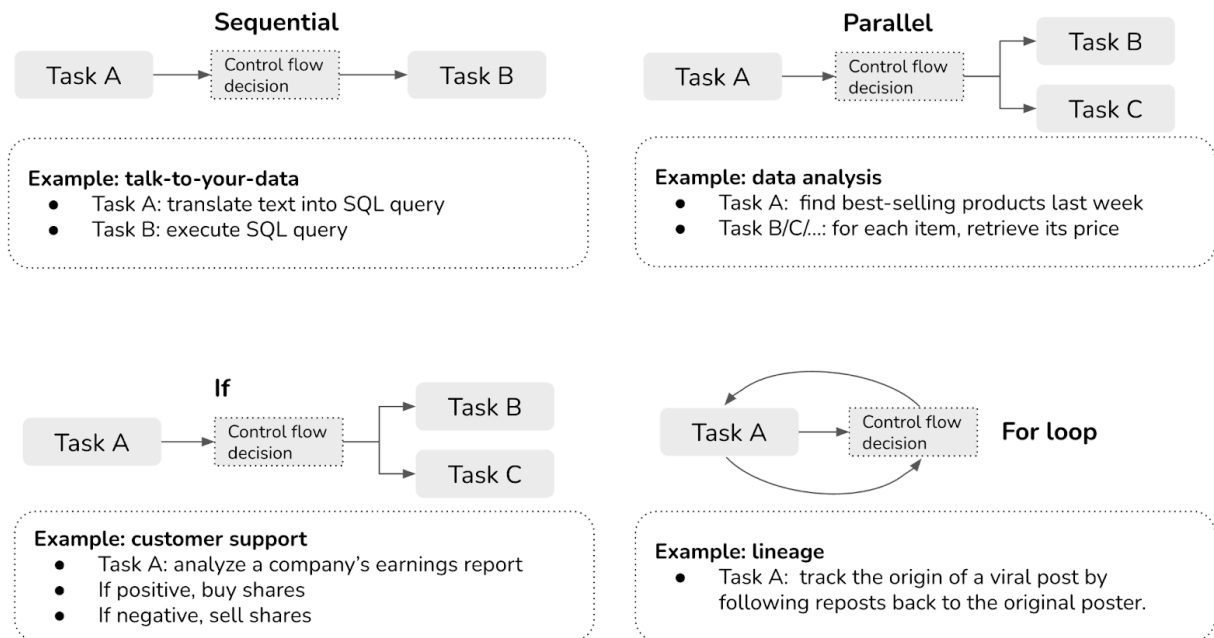 Sequential
Task A
Control flow
decision
Task B
Example: talk-to-your-data
● Task A: translate text into SQL query
● Task B: execute SQL query
Parallel
Task A
Control flow
decision
Task B
Task C
Example: data analysis
● Task A: find best-selling products last week
● Task B/C/...: for each item, retrieve its price
If
Task A
Control flow
decision
Task B
Task C
Example: customer support
● Task A: analyze a company’s earnings report
● If positive, buy shares
● If negative, sell shares
Task A
Control flow
decision
For loop
Example: lineage
● Task A: track the origin of a viral post by
following reposts back to the original poster.